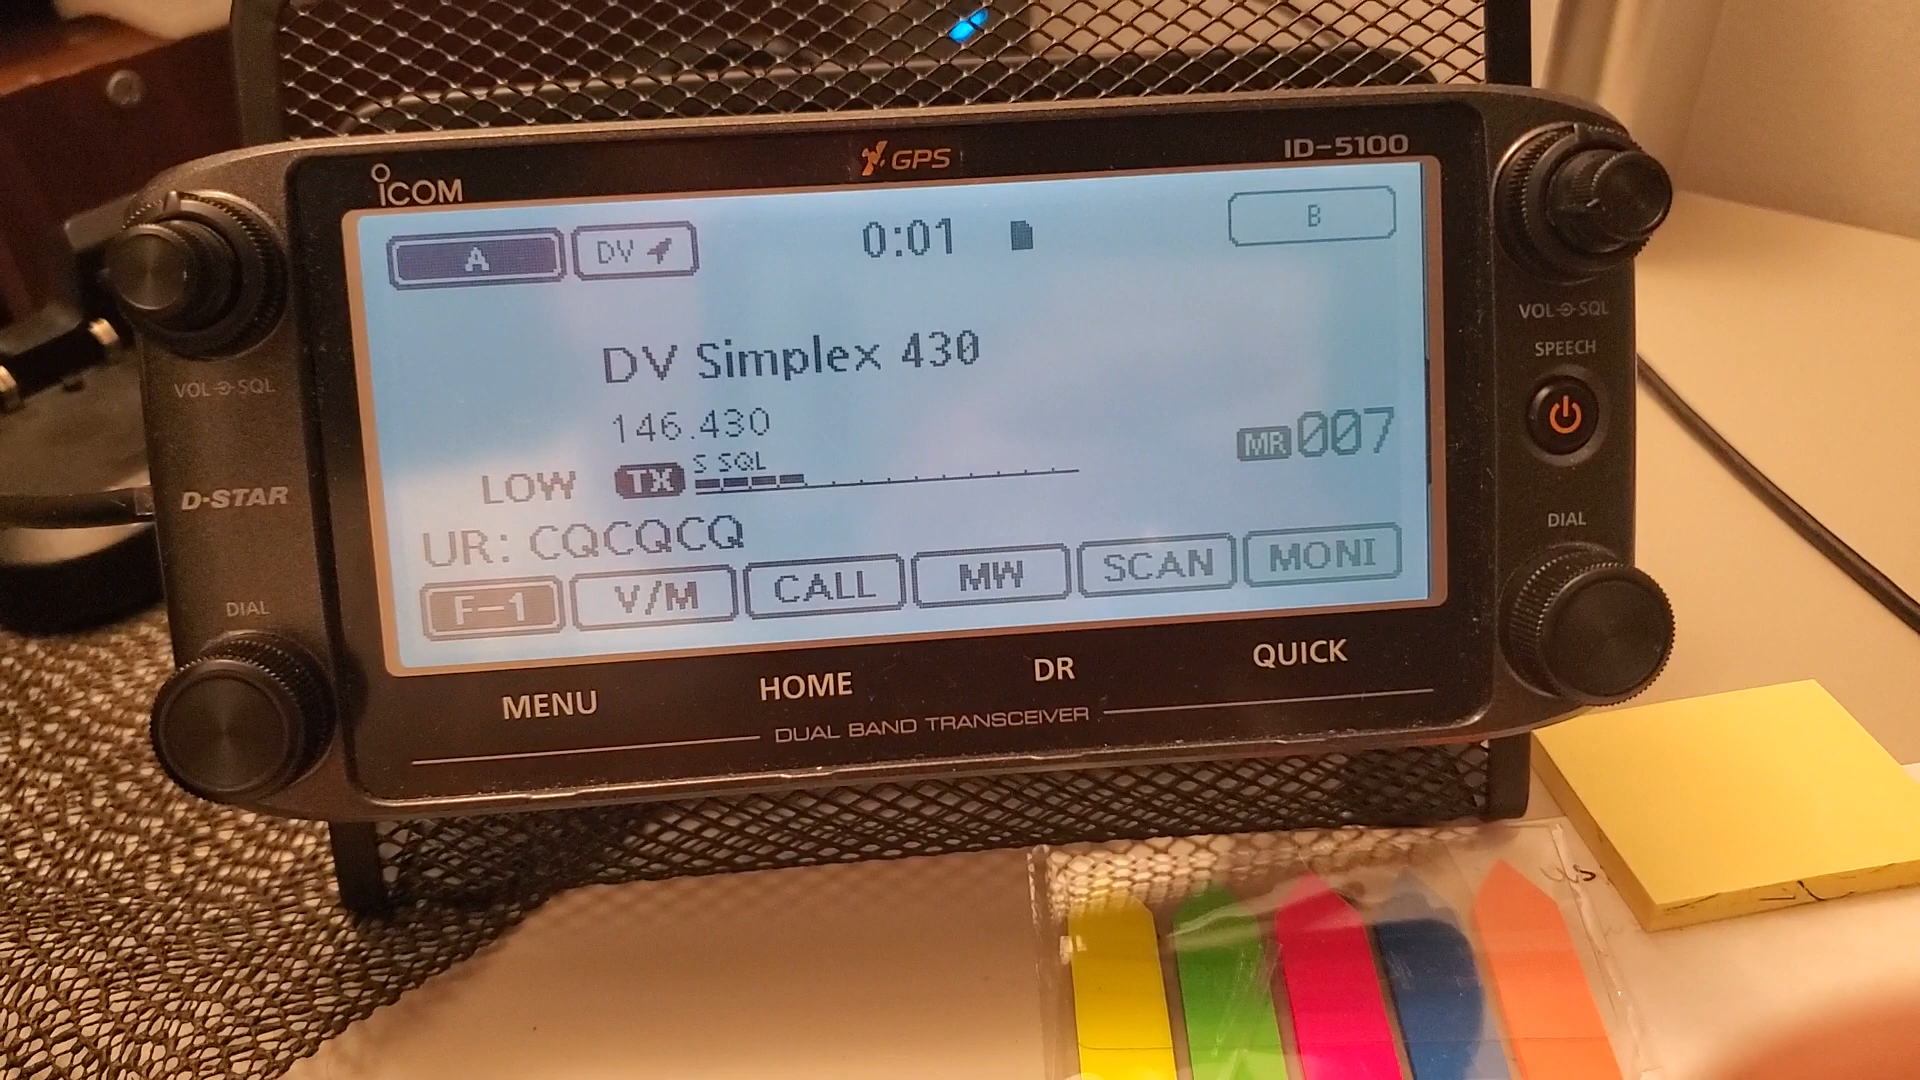 ICOM
GPS
ID-5100
A
DV
0:01
B
DV Simplex 430
146.430
MR 007
S SQL
LOW TX
UR: CQCQCQ
F-1 V/M CALL MW SCAN MONI
MENU HOME DR QUICK
DUAL BAND TRANSCEIVER
VOL SQL
D-STAR
DIAL
VOL SQL
SPEECH
DIAL